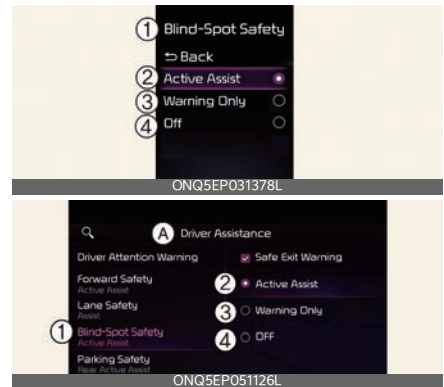 ① Blind-Spot Safety
⮌ Back
② Active Assist
③ Warning Only
④ Off
ONQ5EP031378L
Ⓐ Driver Assistance
Driver Attention Warning
Forward Safety
Active Assist
Lane Safety
Assist
① Blind-Spot Safety
Active Assist
Parking Safety
Rear Active Assist
Safe Exit Warning
② Active Assist
③ Warning Only
④ OFF
ONQ5EP051126L